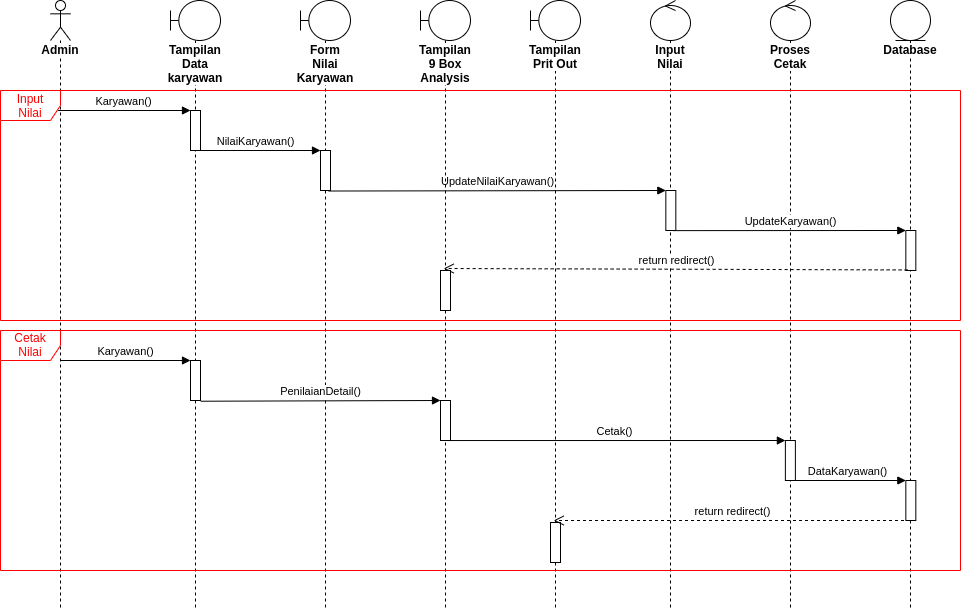 Admin
Tampilan
Data
karyawan
Form
Nilai
Karyawan
Tampilan
9 Box
Analysis
Tampilan
Prit Out
Input
Nilai
Proses
Cetak
Database
Input
Nilai
Karyawan()
NilaiKaryawan()
UpdateNilaiKaryawan()
UpdateKaryawan()
return redirect()
Cetak
Nilai
Karyawan()
PenilaianDetail()
Cetak()
DataKaryawan()
return redirect()